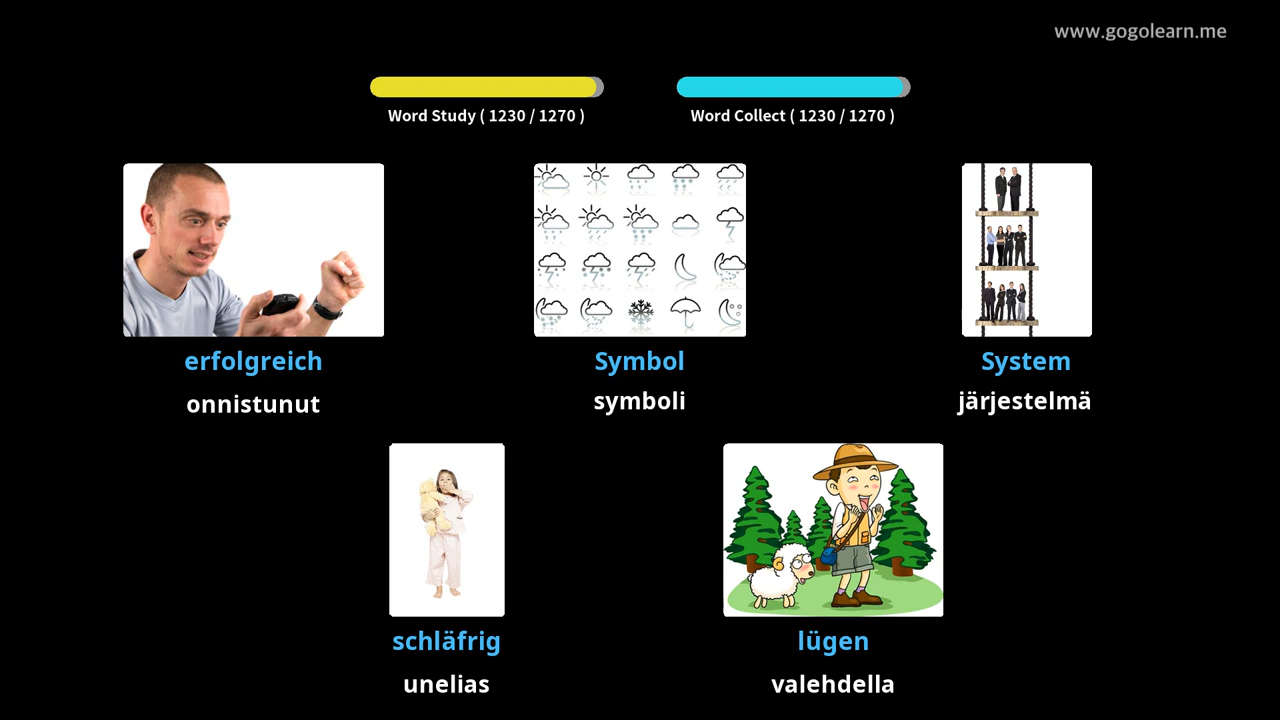 www.gogolearn.me
Word Study ( 1230 / 1270 )
Word Collect ( 1230 / 1270 )
erfolgreich
onnistunut
Symbol
symboli
System
järjestelmä
schläfrig
unelias
lügen
valehdella